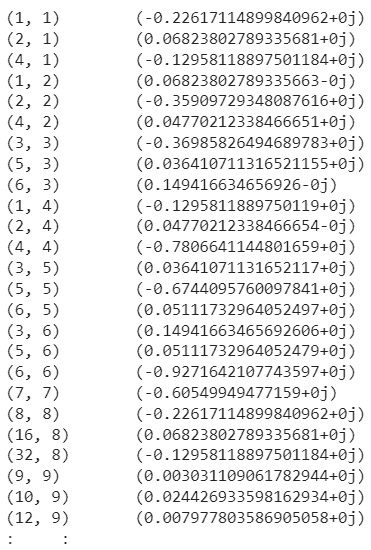 (1, 1) (-0.22617114899840962+0j)
(2, 1) (0.06823802789335681+0j)
(4, 1) (-0.12958118897501184+0j)
(1, 2) (0.06823802789335663-0j)
(2, 2) (-0.35909729348087616+0j)
(4, 2) (0.04770212338466651+0j)
(3, 3) (-0.36985826494689783+0j)
(5, 3) (0.036410711316521155+0j)
(6, 3) (0.149416634656926-0j)
(1, 4) (-0.1295811889750119+0j)
(2, 4) (0.04770212338466654-0j)
(4, 4) (-0.7806641144801659+0j)
(3, 5) (0.03641071131652117+0j)
(5, 5) (-0.6744095760097841+0j)
(6, 5) (0.05111732964052497+0j)
(3, 6) (0.14941663465692606+0j)
(5, 6) (0.05111732964052479+0j)
(6, 6) (-0.9271642107743597+0j)
(7, 7) (-0.60549949477159+0j)
(8, 8) (-0.22617114899840962+0j)
(16, 8) (0.06823802789335681+0j)
(32, 8) (-0.12958118897501184+0j)
(9, 9) (0.003031109061782944+0j)
(10, 9) (0.024426933598162934+0j)
(12, 9) (0.007977803586905058+0j)
: :